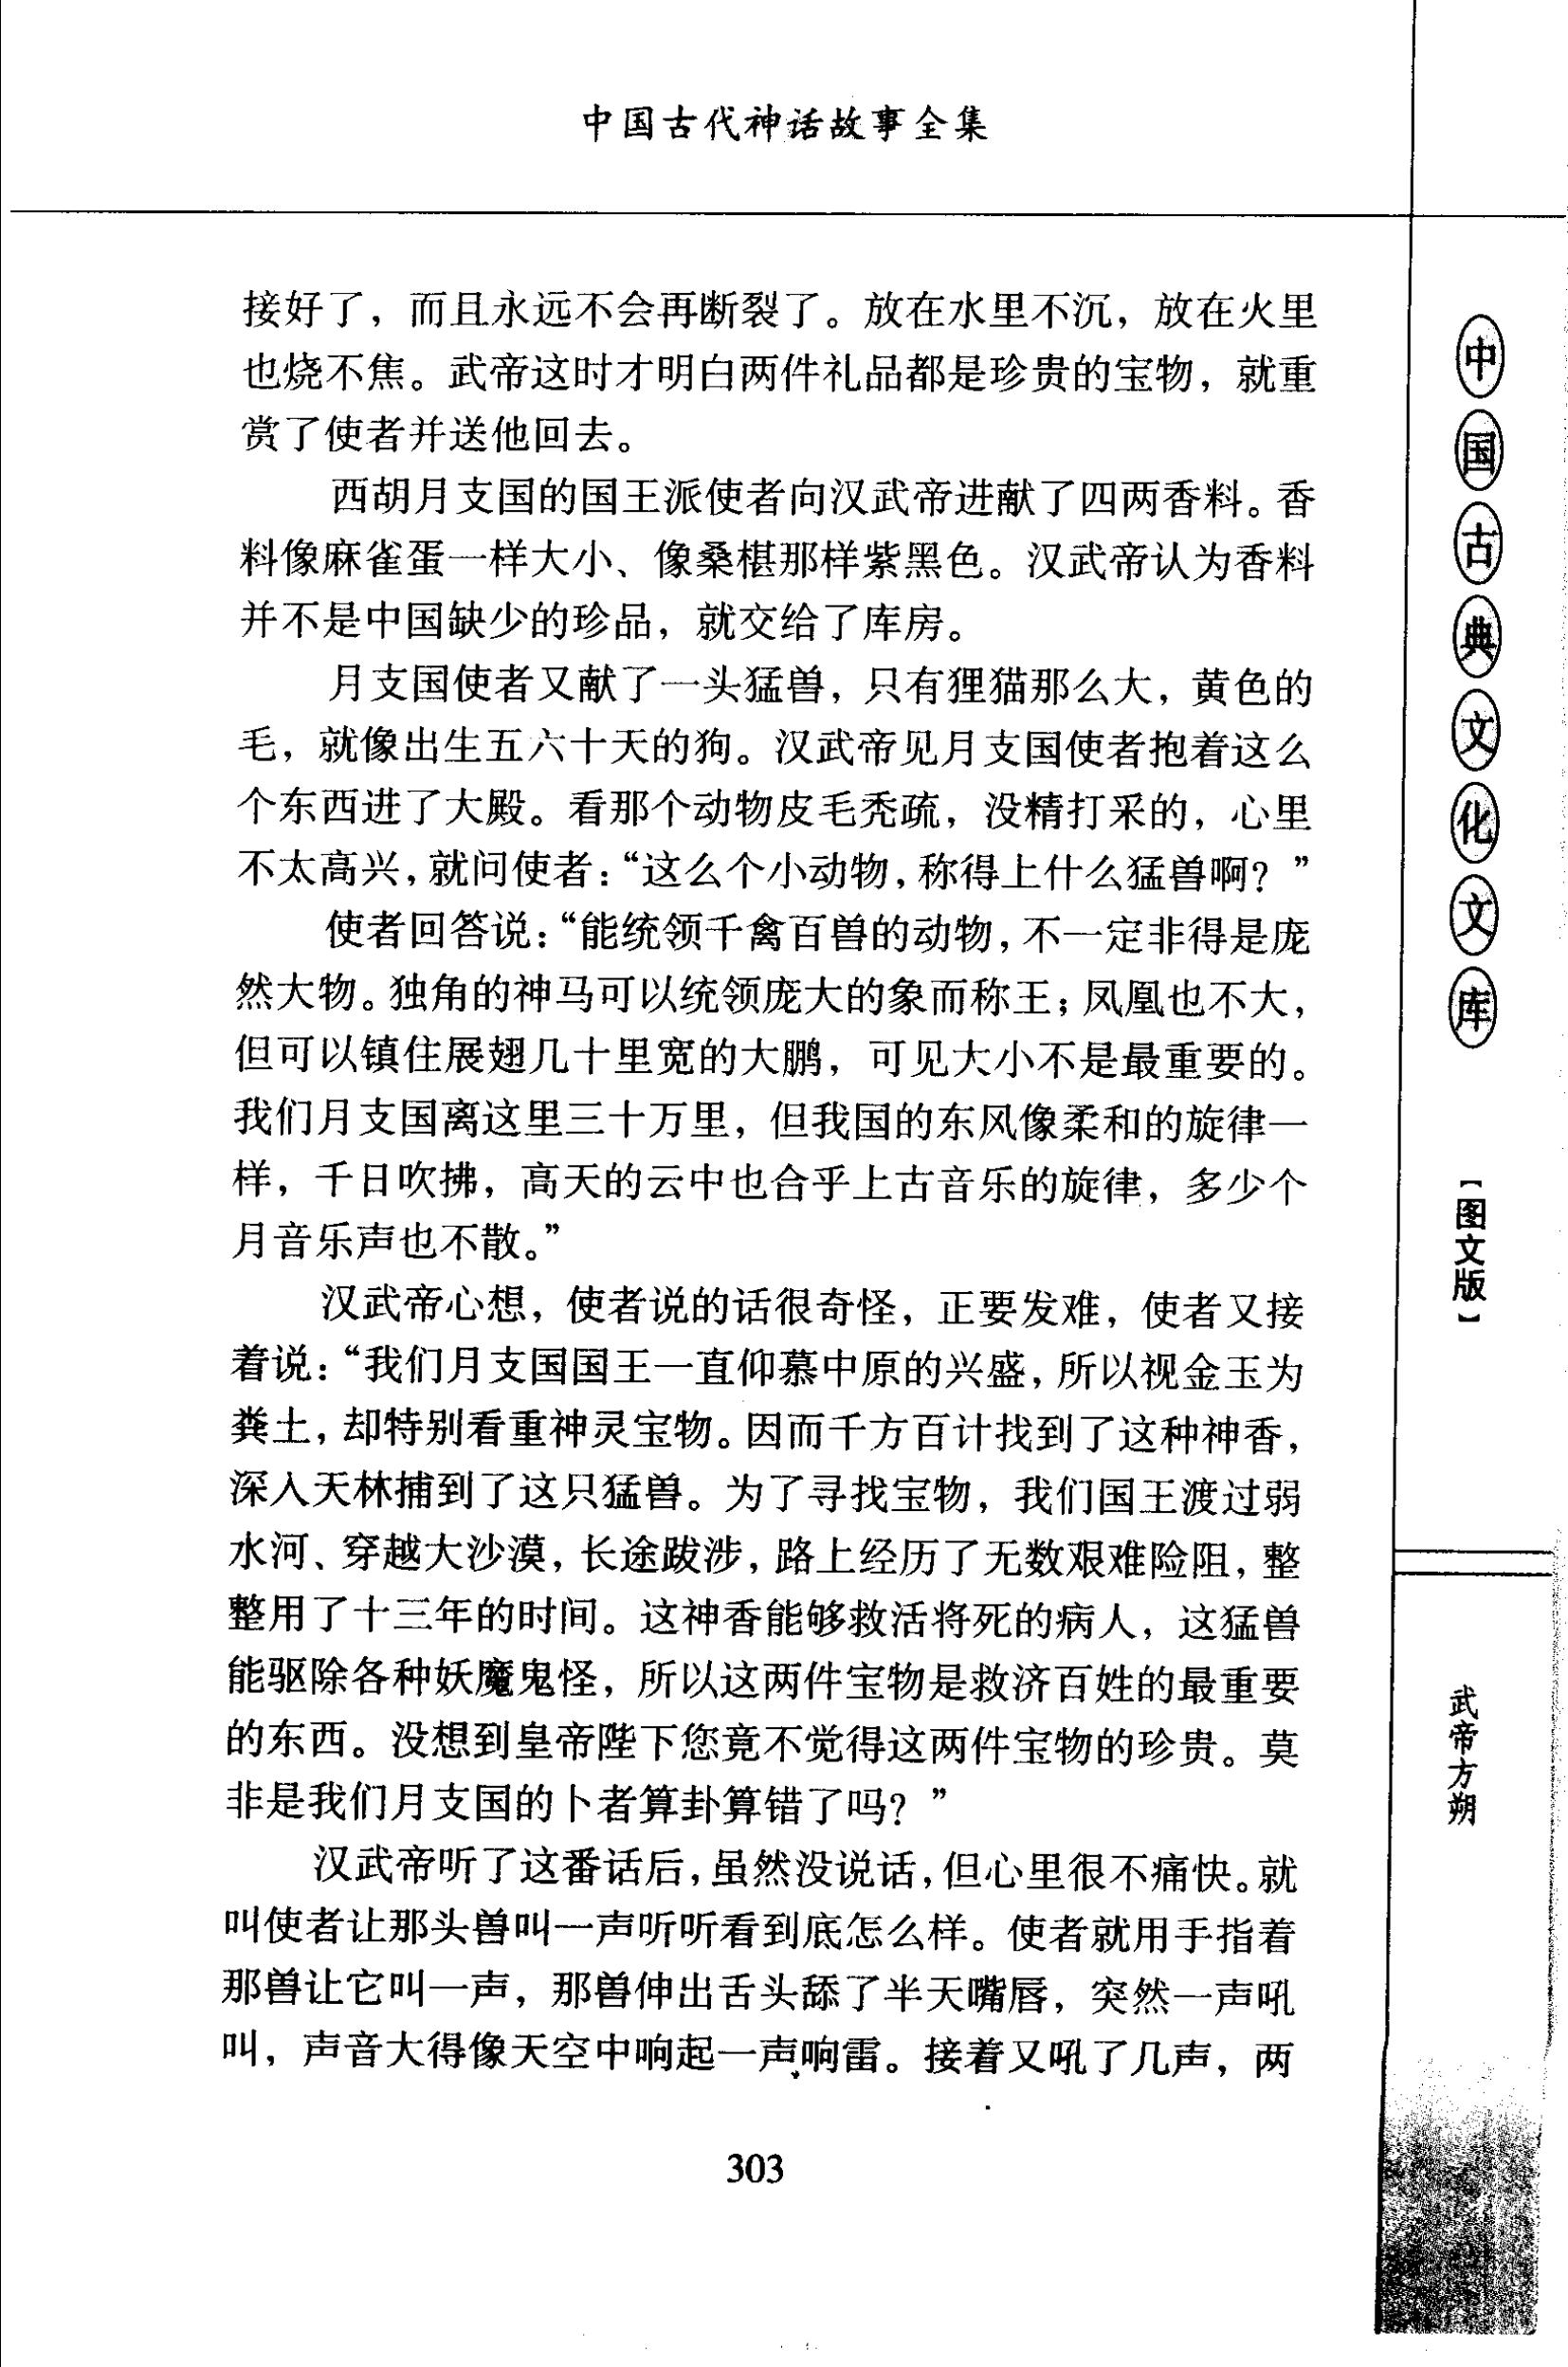 中国古代神话故事全集
接好了，而且永远不会再断裂了。放在水里不沉，放在火里
也烧不焦。武帝这时才明白两件礼品都是珍贵的宝物，就重
赏了使者并送他回去。
西胡月支国的国王派使者向汉武帝进献了四两香料。香
料像麻雀蛋一样大小、像桑椹那样紫黑色。汉武帝认为香料
并不是中国缺少的珍品，就交给了库房。
月支国使者又献了一头猛兽，只有狸猫那么大，黄色的
毛，就像出生五六十天的狗。汉武帝见月支国使者抱着这么
个东西进了大殿。看那个动物皮毛秃疏，没精打采的，心里
不太高兴，就问使者：“这么个小动物，称得上什么猛兽啊？”
使者回答说：“能统领千禽百兽的动物，不一定非得是庞
然大物。独角的神马可以统领庞大的象而称王；凤凰也不大，
但可以镇住展翅几十里宽的大鹏，可见大小不是最重要的。
我们月支国离这里三十万里，但我国的东风像柔和的旋律一
样，千日吹拂，高天的云中也合乎上古音乐的旋律，多少个
月音乐声也不散。”
汉武帝心想，使者说的话很奇怪，正要发难，使者又接
着说：“我们月支国国王一直仰慕中原的兴盛，所以视金玉为
粪土，却特别看重神灵宝物。因而千方百计找到了这种神香，
深入天林捕到了这只猛兽。为了寻找宝物，我们国王渡过弱
水河、穿越大沙漠，长途跋涉，路上经历了无数艰难险阻，整
整用了十三年的时间。这神香能够救活将死的病人，这猛兽
能驱除各种妖魔鬼怪，所以这两件宝物是救济百姓的最重要
的东西。没想到皇帝陛下您竟不觉得这两件宝物的珍贵。莫
非是我们月支国的卜者算卦算错了吗？”
汉武帝听了这番话后，虽然没说话，但心里很不痛快。就
叫使者让那头兽叫一声听听看到底怎么样。使者就用手指着
那兽让它叫一声，那兽伸出舌头舔了半天嘴唇，突然一声吼
叫，声音大得像天空中响起一声响雷。接着又吼了几声，两
303
中国古典文化文库
【图文版】
武帝方朔